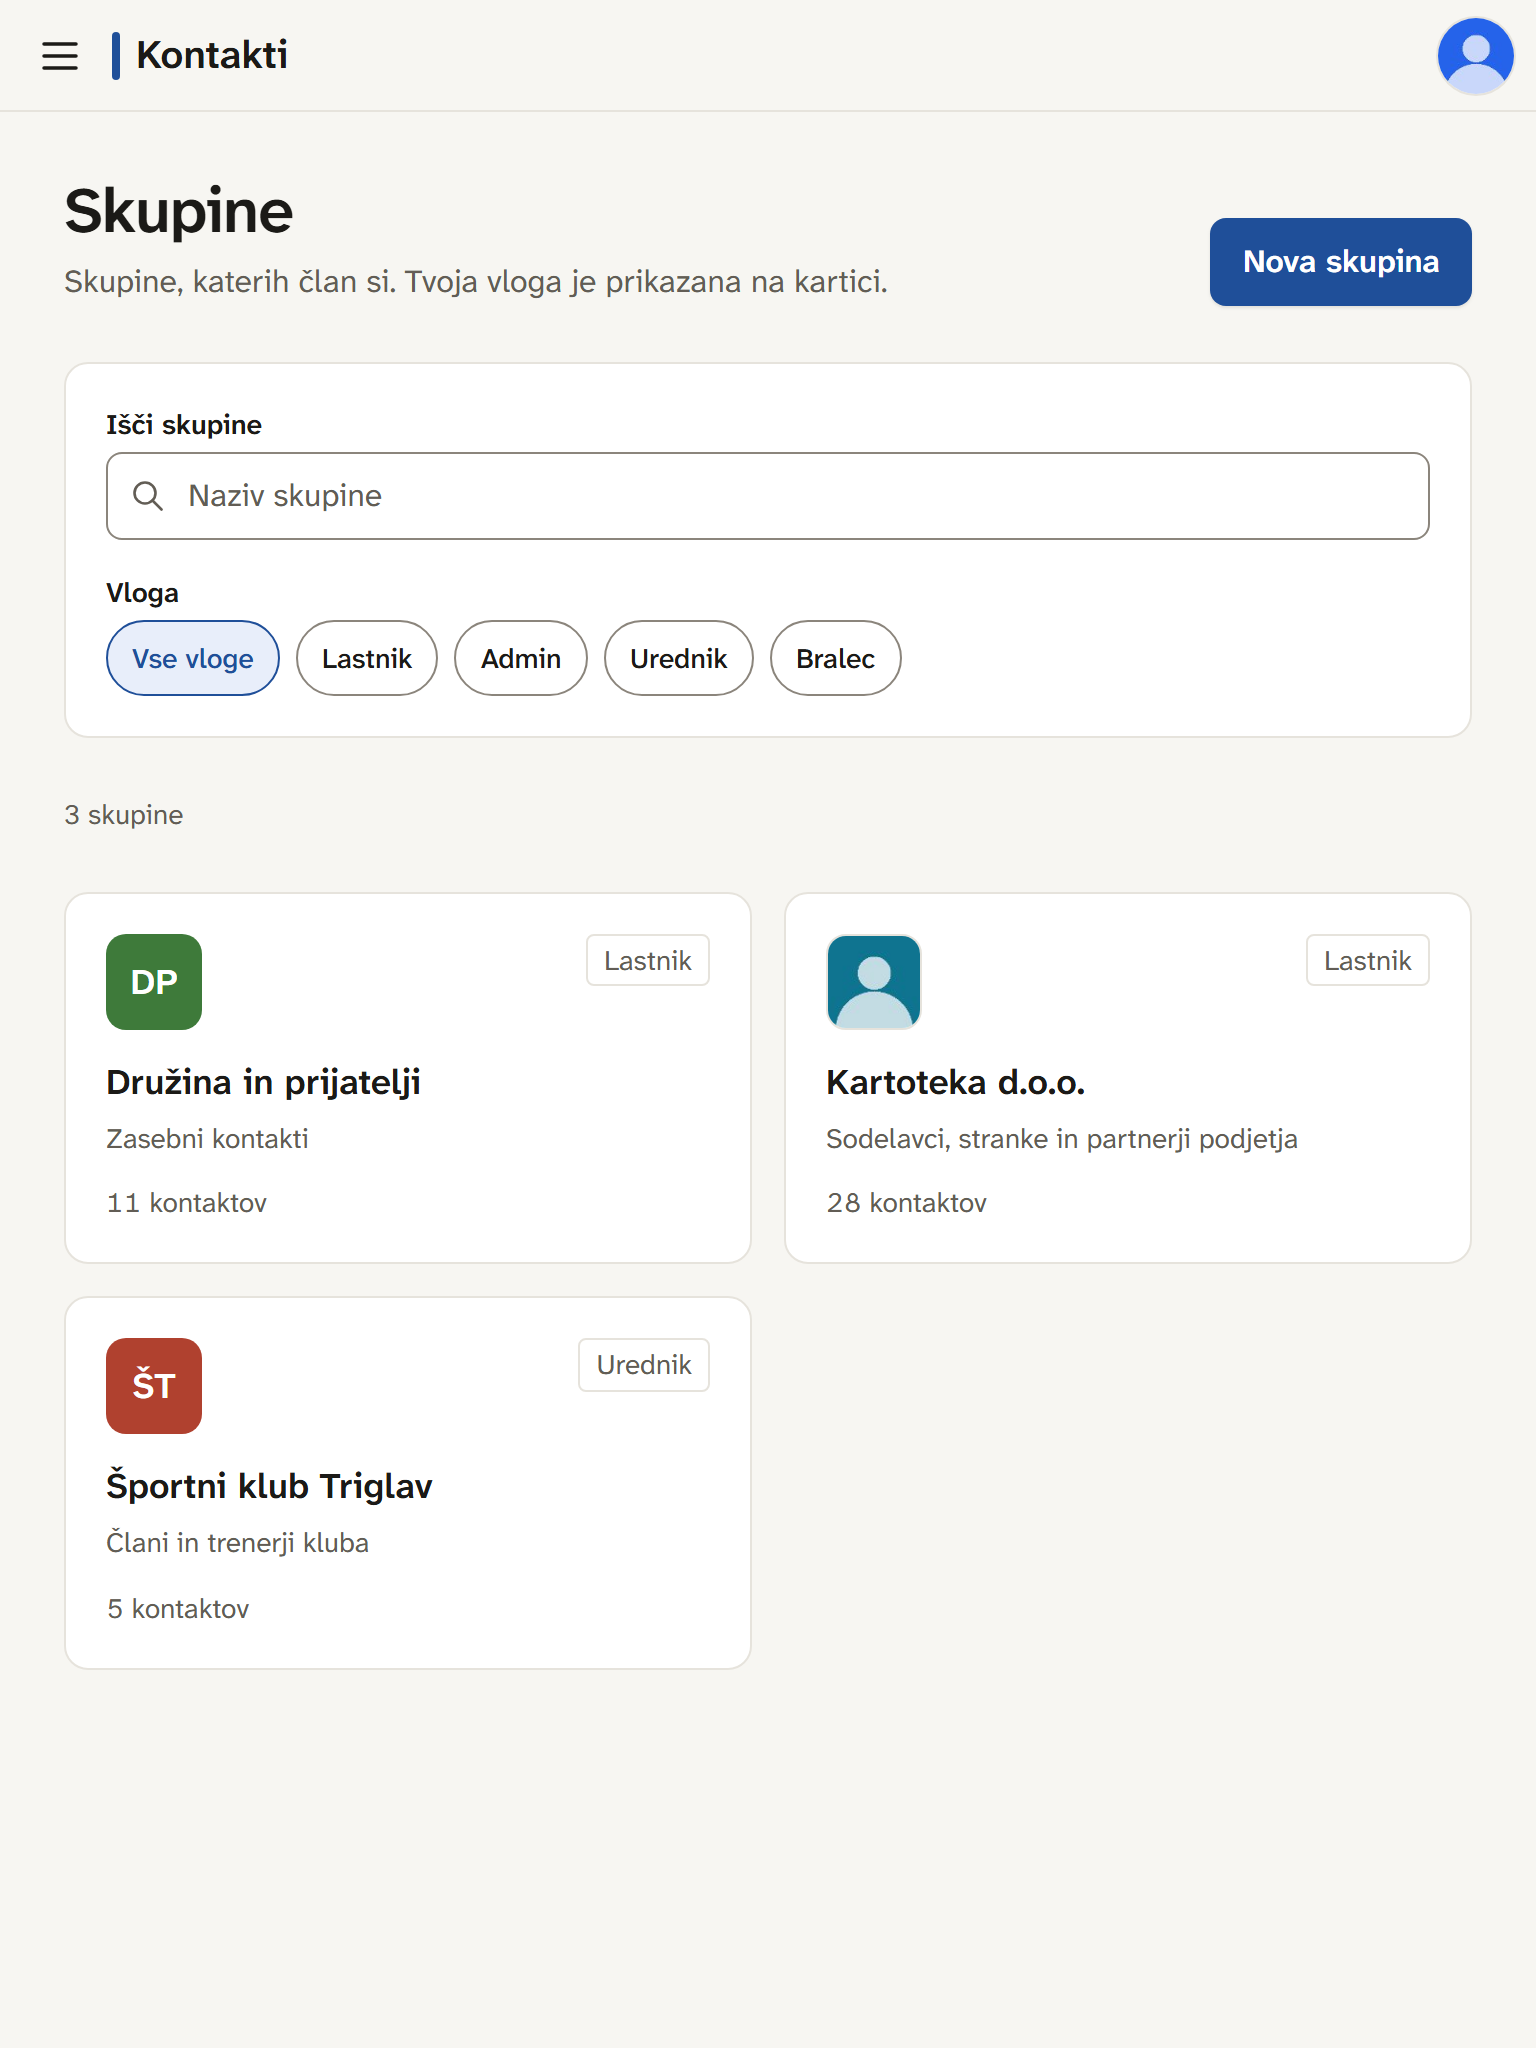 Kontakti
Skupine
Skupine, katerih član si. Tvoja vloga je prikazana na kartici.
Nova skupina
Išči skupine
Naziv skupine
Vloga
Vse vloge
Lastnik
Admin
Urednik
Bralec
3 skupine
DP
Lastnik
Družina in prijatelji
Zasebni kontakti
11 kontaktov
Lastnik
Kartoteka d.o.o.
Sodelavci, stranke in partnerji podjetja
28 kontaktov
ŠT
Urednik
Športni klub Triglav
Člani in trenerji kluba
5 kontaktov